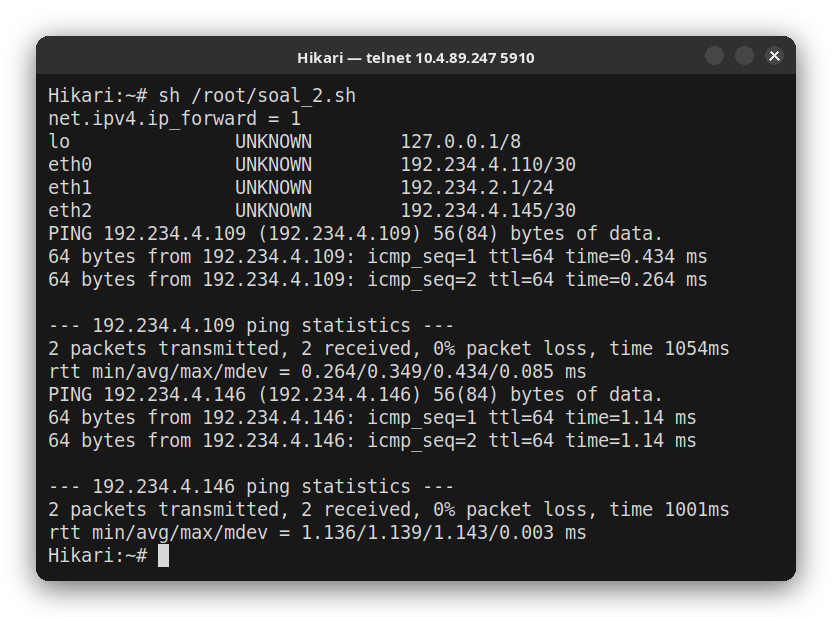 Hikari — telnet 10.4.89.247 5910
Hikari:~# sh /root/soal_2.sh
net.ipv4.ip_forward = 1
lo               UNKNOWN        127.0.0.1/8
eth0             UNKNOWN        192.234.4.110/30
eth1             UNKNOWN        192.234.2.1/24
eth2             UNKNOWN        192.234.4.145/30
PING 192.234.4.109 (192.234.4.109) 56(84) bytes of data.
64 bytes from 192.234.4.109: icmp_seq=1 ttl=64 time=0.434 ms
64 bytes from 192.234.4.109: icmp_seq=2 ttl=64 time=0.264 ms

--- 192.234.4.109 ping statistics ---
2 packets transmitted, 2 received, 0% packet loss, time 1054ms
rtt min/avg/max/mdev = 0.264/0.349/0.434/0.085 ms
PING 192.234.4.146 (192.234.4.146) 56(84) bytes of data.
64 bytes from 192.234.4.146: icmp_seq=1 ttl=64 time=1.14 ms
64 bytes from 192.234.4.146: icmp_seq=2 ttl=64 time=1.14 ms

--- 192.234.4.146 ping statistics ---
2 packets transmitted, 2 received, 0% packet loss, time 1001ms
rtt min/avg/max/mdev = 1.136/1.139/1.143/0.003 ms
Hikari:~#